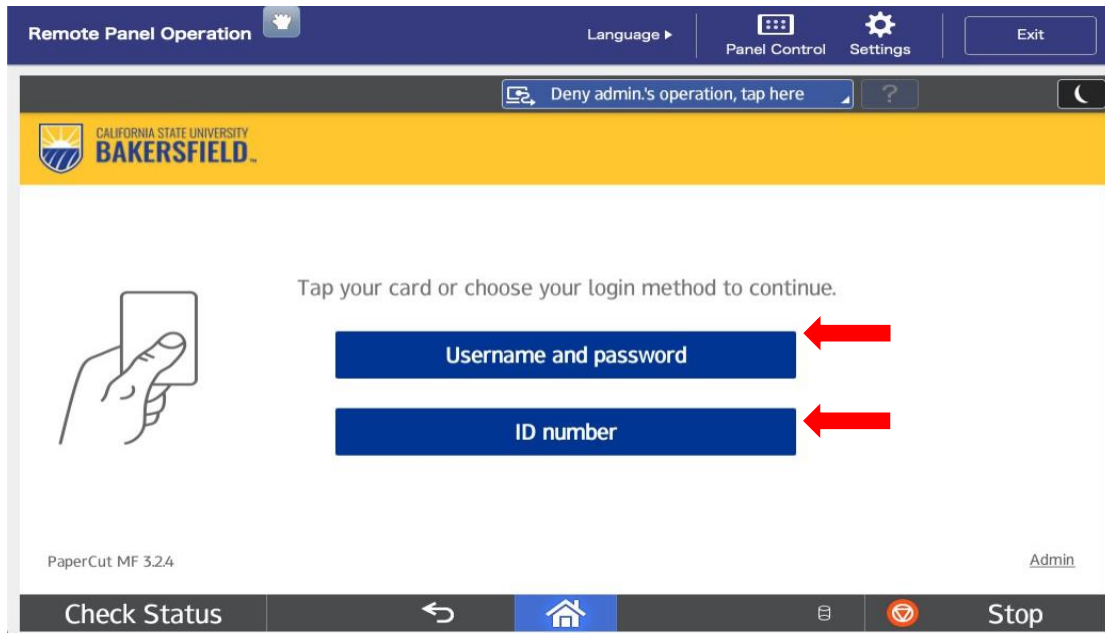 Remote Panel Operation
Language
Panel Control
Settings
Exit
Deny admin.'s operation, tap here
?
CALIFORNIA STATE UNIVERSITY
BAKERSFIELD™
Tap your card or choose your login method to continue.
Username and password
ID number
PaperCut MF 3.2.4
Admin
Check Status
Stop